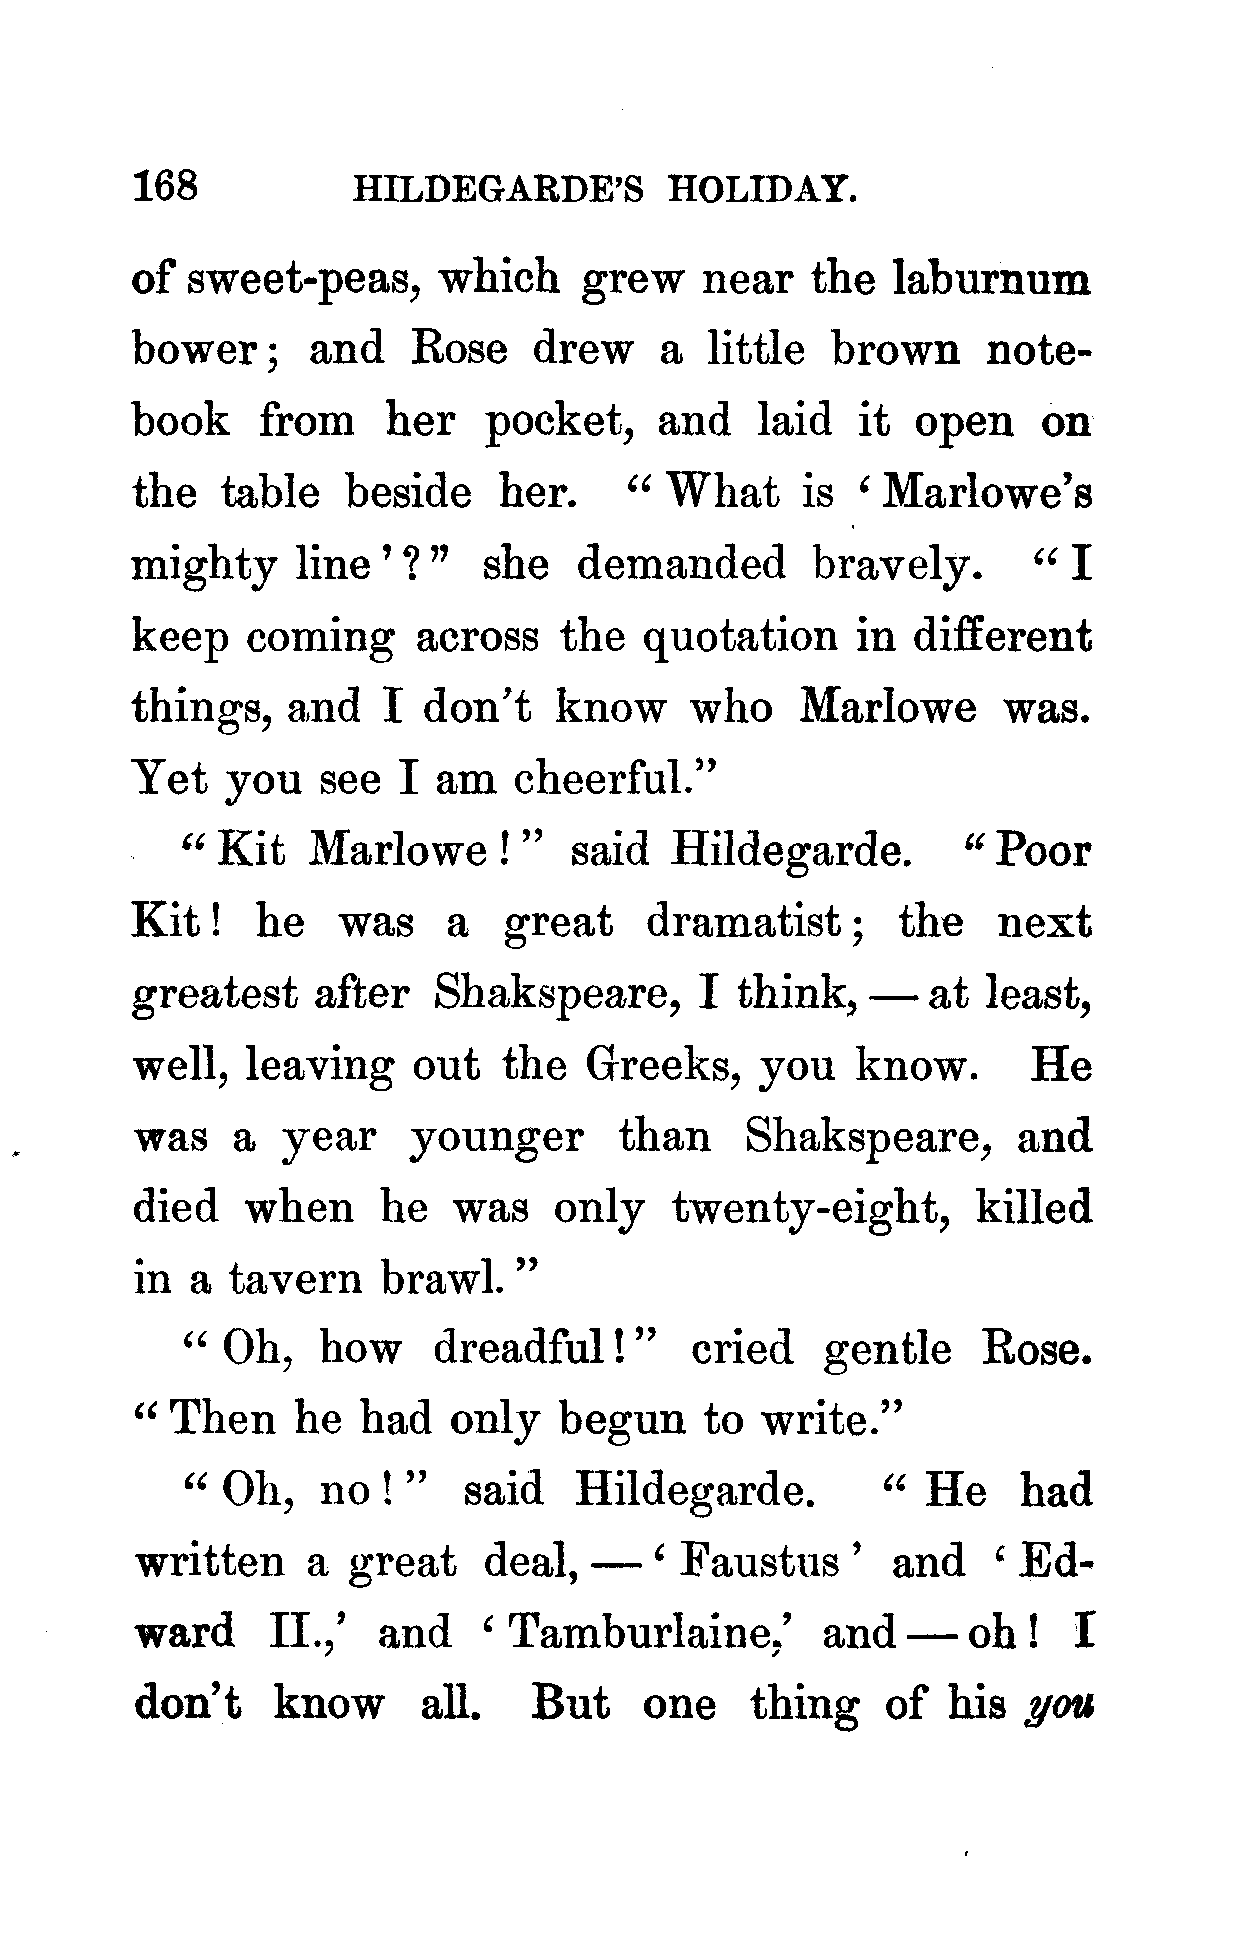 168 HILDEGARDE'S HOLIDAY.
of sweet-peas, which grew near the laburnum
bower; and Rose drew a little brown note-
book from her pocket, and laid it open on
the table beside her. "What is 'Marlowe's
mighty line'?" she demanded bravely. "I
keep coming across the quotation in different
things, and I don't know who Marlowe was.
Yet you see I am cheerful."
"Kit Marlowe!" said Hildegarde. "Poor
Kit! he was a great dramatist; the next
greatest after Shakspeare, I think, — at least,
well, leaving out the Greeks, you know. He
was a year younger than Shakspeare, and
died when he was only twenty-eight, killed
in a tavern brawl."
"Oh, how dreadful!" cried gentle Rose.
"Then he had only begun to write."
"Oh, no!" said Hildegarde. "He had
written a great deal, — 'Faustus' and 'Ed-
ward II.,' and 'Tamburlaine,' and — oh! I
don't know all. But one thing of his you